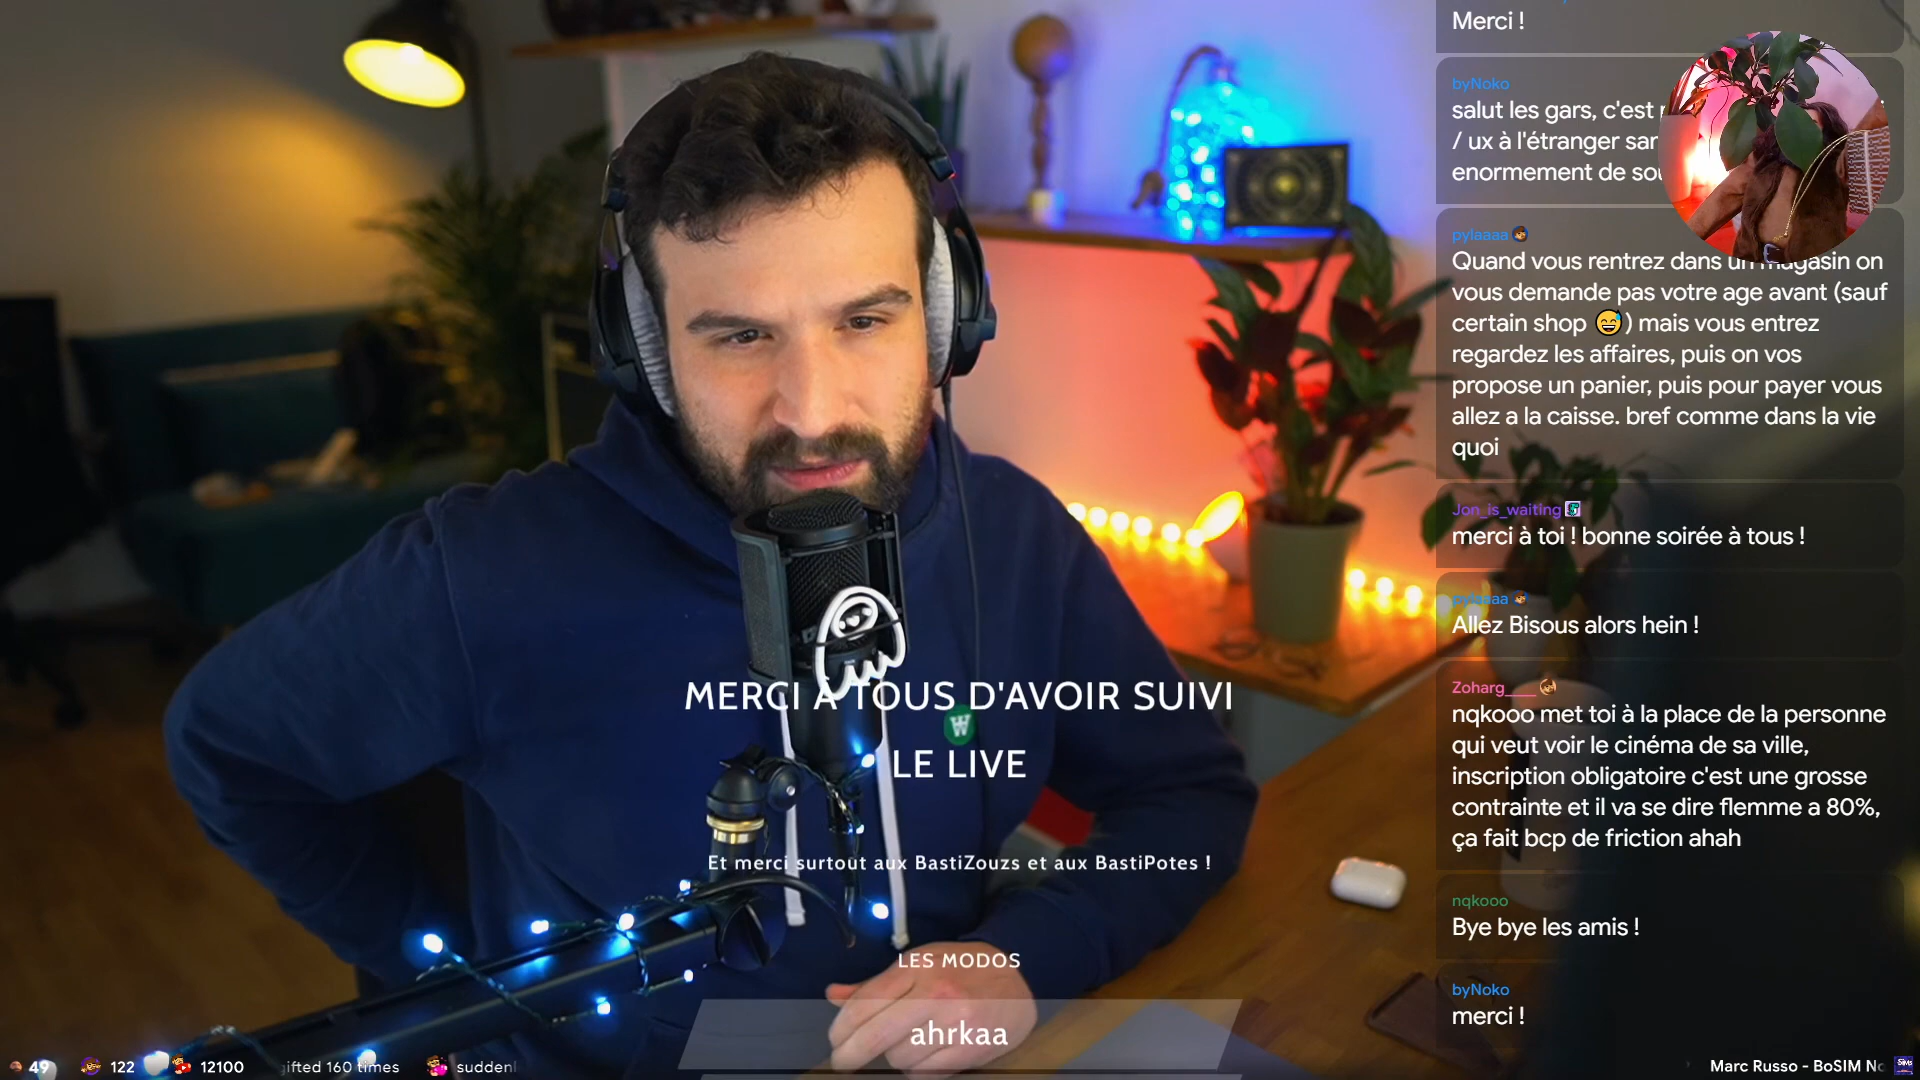 Merci !
byNoko
salut les gars, c'est
/ ux à l'étranger
enormement de
pylaaaa
Quand vous rentrez dans un magasin on
vous demande pas votre age avant (sauf
certain shop 😅) mais vous entrez
regardez les affaires, puis on vos
propose un panier, puis pour payer vous
allez a la caisse. bref comme dans la vie
quoi
Jon_is_waiting
merci à toi ! bonne soirée à tous !
pylaaaa
Allez Bisous alors hein !
Zoharg____
nqkooo met toi à la place de la personne
qui veut voir le cinéma de sa ville,
inscription obligatoire c'est une grosse
contrainte et il va se dire flemme a 80%,
ça fait bcp de friction ahah
nqkooo
Bye bye les amis !
byNoko
merci !
MERCI À TOUS D'AVOIR SUIVI
LE LIVE
W
Et merci surtout aux BastiZouzs et aux BastiPotes !
LES MODOS
ahrkaa
49 122 12100 gifted 160 times suddenl
Marc Russo - BoSIM